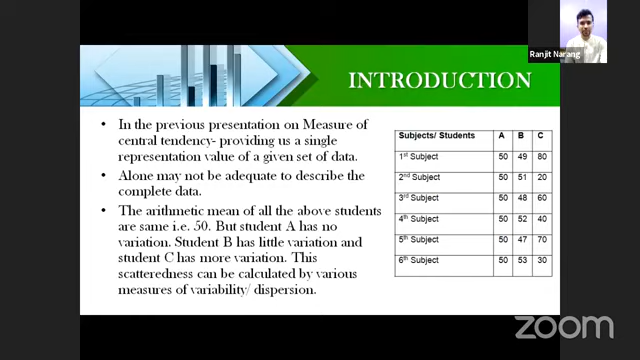 Ranjit Narang
INTRODUCTION
• In the previous presentation on Measure of
central tendency- providing us a single
representation value of a given set of data.
• Alone may not be adequate to describe the
complete data.
• The arithmetic mean of all the above students
are same i.e. 50. But student A has no
variation. Student B has little variation and
student C has more variation. This
scatteredness can be calculated by various
measures of variability/ dispersion.
Subjects/ Students A B C
1st Subject 50 49 80
2nd Subject 50 51 20
3rd Subject 50 48 60
4th Subject 50 52 40
5th Subject 50 47 70
6th Subject 50 53 30
zoom